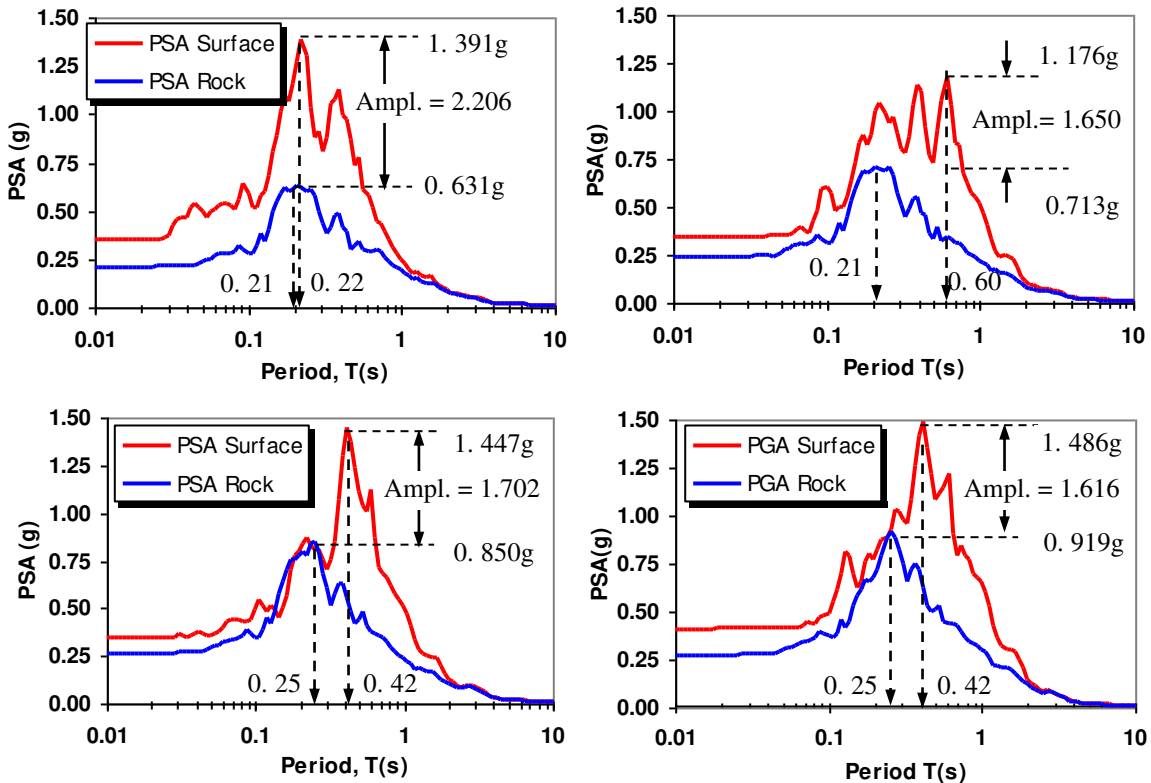 1.50
1.25
1.00
0.75
0.50
0.25
0.00
PSA (g)
PSA Surface
PSA Rock
1. 391g
Ampl. = 2.206
0. 631g
0. 21
0. 22
0.01
0.1
1
10
Period, T(s)
1.50
1.25
1.00
0.75
0.50
0.25
0.00
PSA(g)
1. 176g
Ampl.= 1.650
0.713g
0. 21
0. 60
0.01
0.1
1
10
Period T(s)
1.50
1.25
1.00
0.75
0.50
0.25
0.00
PSA (g)
PSA Surface
PSA Rock
1. 447g
Ampl. = 1.702
0. 850g
0. 25
0. 42
0.01
0.1
1
10
Period, T(s)
1.50
1.25
1.00
0.75
0.50
0.25
0.00
PSA(g)
PGA Surface
PGA Rock
1. 486g
Ampl. = 1.616
0. 919g
0. 25
0. 42
0.01
0.1
1
10
Period T(s)